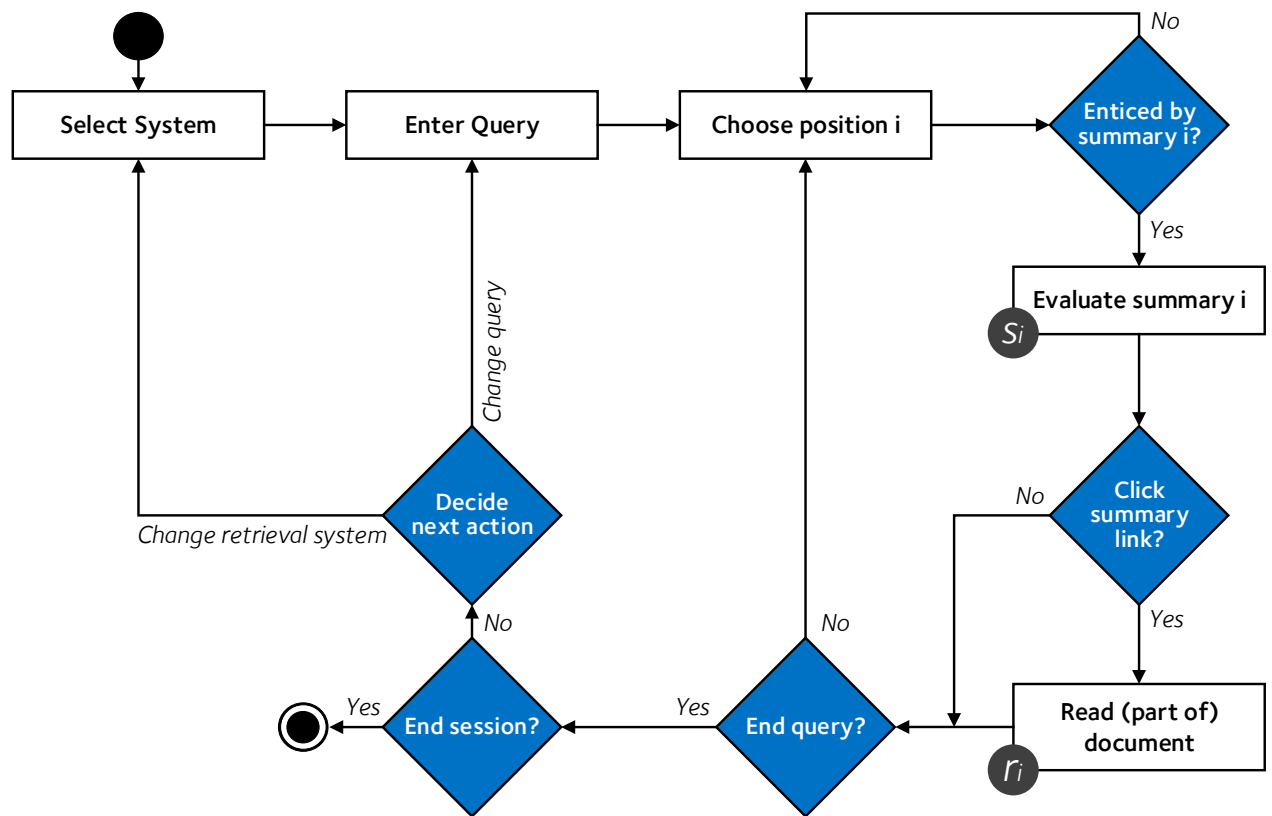 No
Select System
Enter Query
Choose position i
Enticed by
summary i?
Yes
Evaluate summary i
si
Change query
Click
summary
link?
No
Decide
next action
Change retrieval system
Yes
No
No
Read (part of)
document
ri
End query?
Yes
End session?
Yes